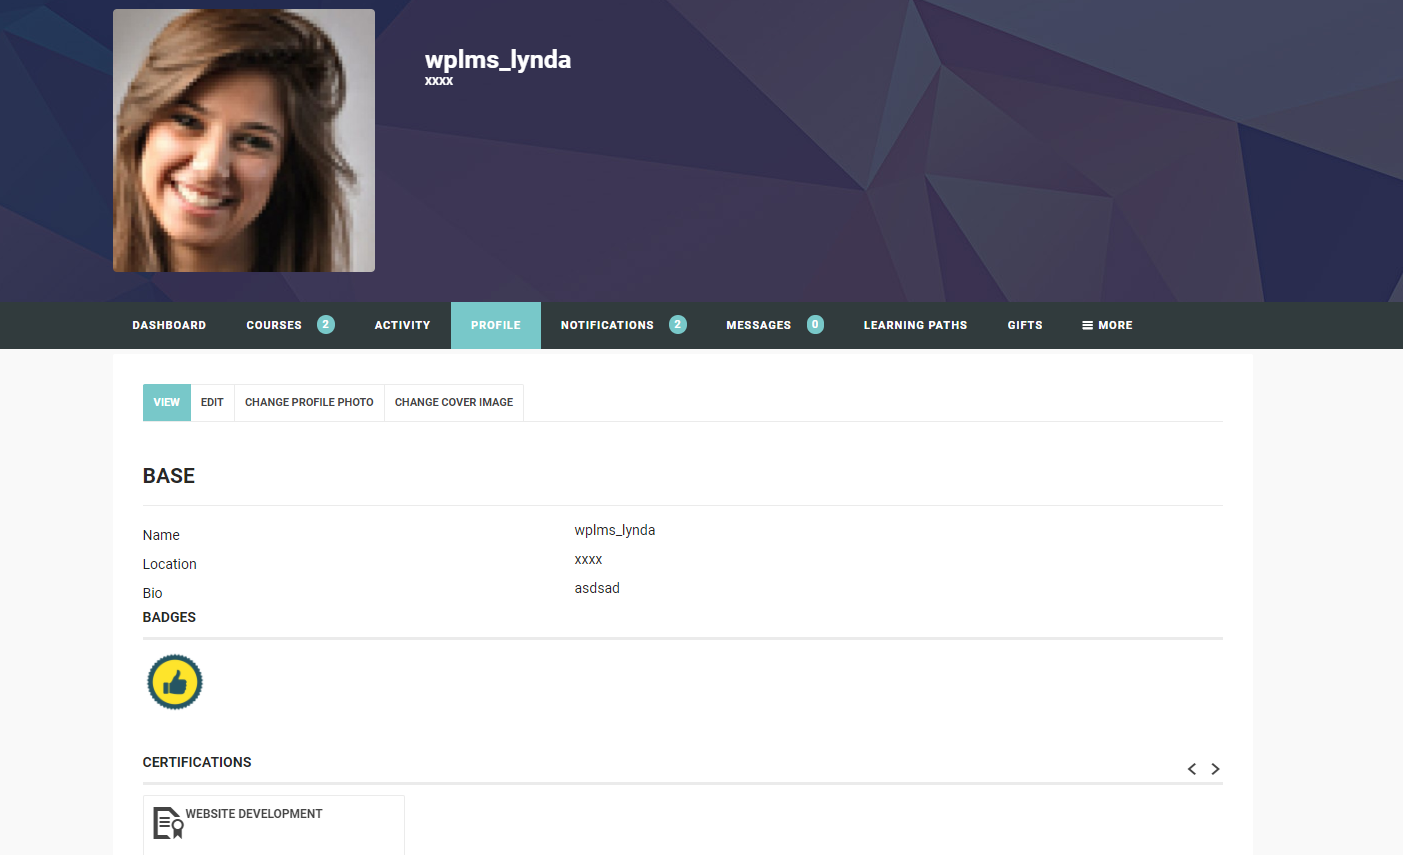 wplms_lynda
xxxx
DASHBOARD COURSES 2 ACTIVITY PROFILE NOTIFICATIONS 2 MESSAGES 0 LEARNING PATHS GIFTS MORE
VIEW EDIT CHANGE PROFILE PHOTO CHANGE COVER IMAGE
BASE
Name wplms_lynda
Location xxxx
Bio asdsad
BADGES
CERTIFICATIONS
WEBSITE DEVELOPMENT